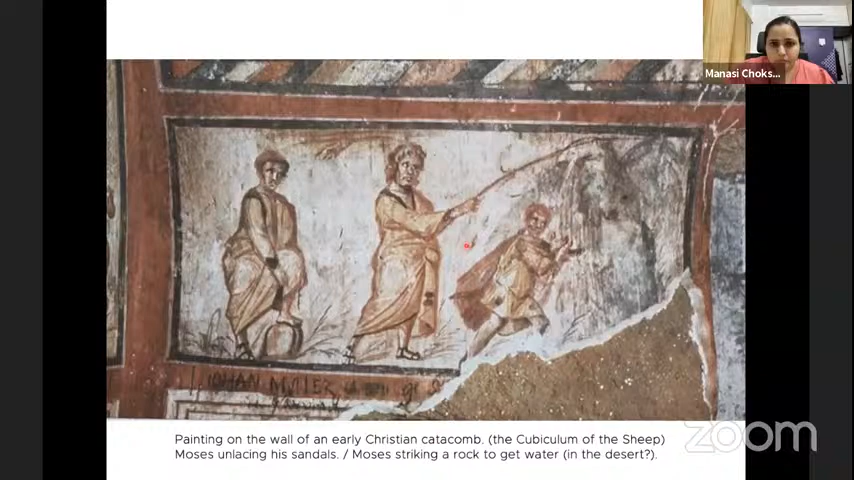 Manasi Choks...
Painting on the wall of an early Christian catacomb. (the Cubiculum of the Sheep)
Moses unlacing his sandals. / Moses striking a rock to get water (in the desert?).
zoom